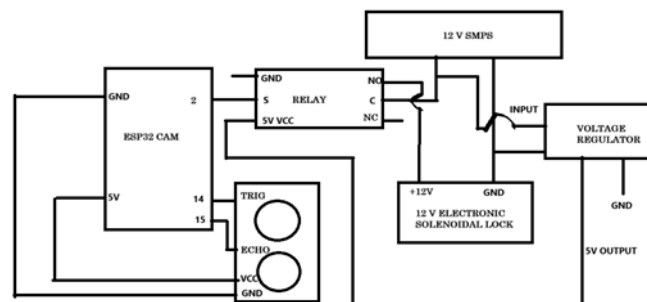 12 V SMPS
GND
2
ESP32 CAM
5V
14
15
GND
NO
S
RELAY
C
5V VCC
NC
INPUT
VOLTAGE
REGULATOR
GND
5V OUTPUT
+12V
GND
12 V ELECTRONIC
SOLENOIDAL LOCK
TRIG
ECHO
VCC
GND